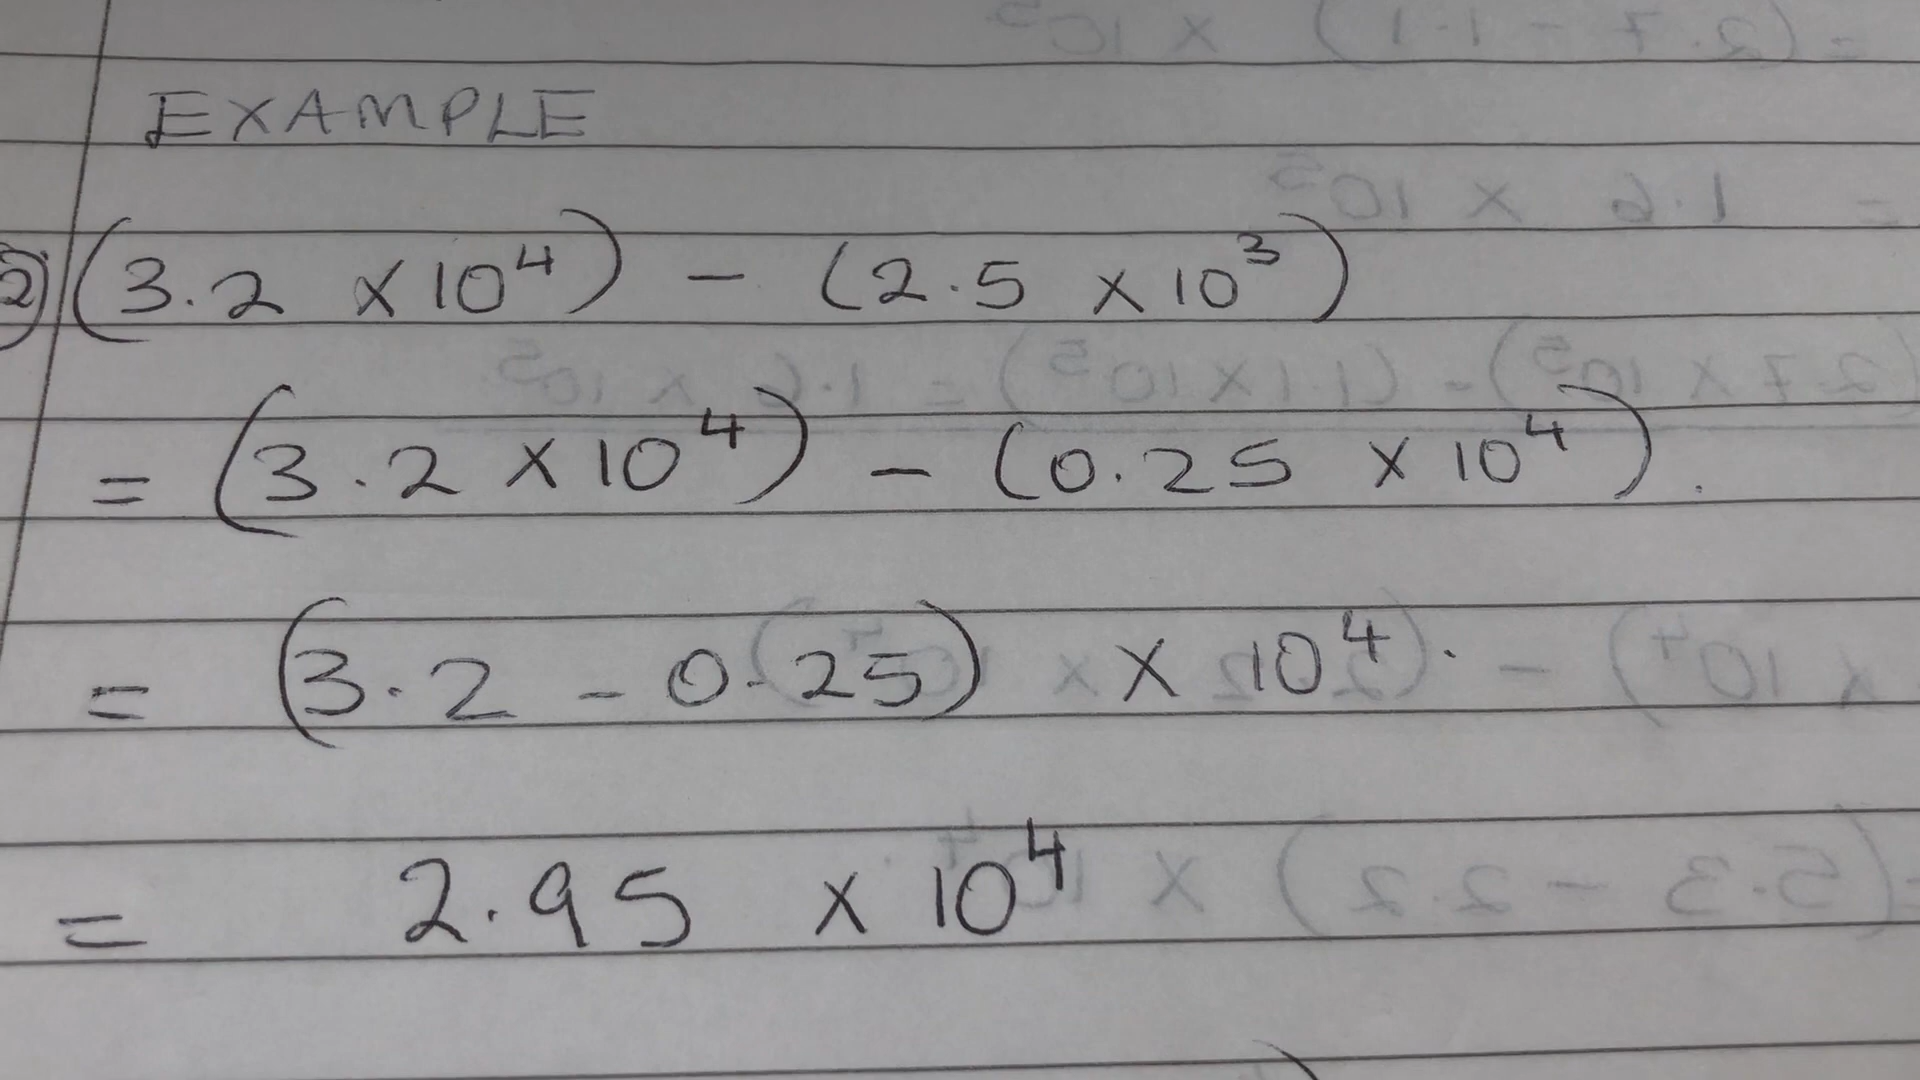 EXAMPLE
② (3.2 × 10⁴) - (2.5 × 10³)
= (3.2 × 10⁴) - (0.25 × 10⁴).
= (3.2 - 0.25) × 10⁴.
= 2.95 × 10⁴